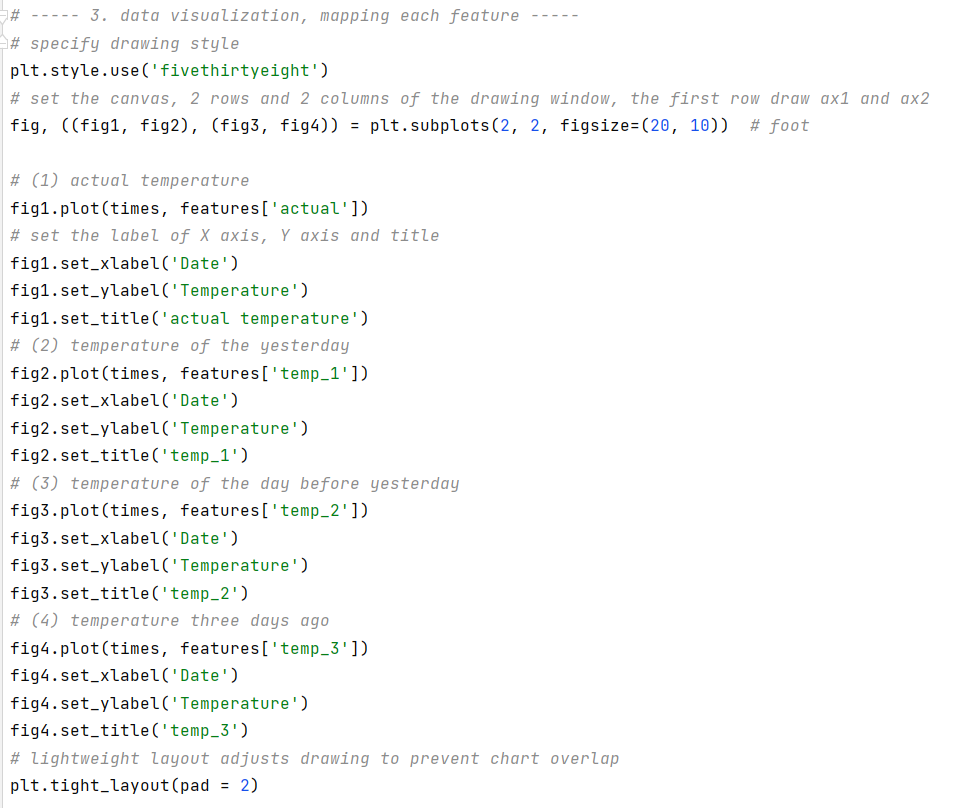 # ----- 3. data visualization, mapping each feature -----
# specify drawing style
plt.style.use('fivethirtyeight')
# set the canvas, 2 rows and 2 columns of the drawing window, the first row draw ax1 and ax2
fig, ((fig1, fig2), (fig3, fig4)) = plt.subplots(2, 2, figsize=(20, 10))  # foot
# (1) actual temperature
fig1.plot(times, features['actual'])
# set the label of X axis, Y axis and title
fig1.set_xlabel('Date')
fig1.set_ylabel('Temperature')
fig1.set_title('actual temperature')
# (2) temperature of the yesterday
fig2.plot(times, features['temp_1'])
fig2.set_xlabel('Date')
fig2.set_ylabel('Temperature')
fig2.set_title('temp_1')
# (3) temperature of the day before yesterday
fig3.plot(times, features['temp_2'])
fig3.set_xlabel('Date')
fig3.set_ylabel('Temperature')
fig3.set_title('temp_2')
# (4) temperature three days ago
fig4.plot(times, features['temp_3'])
fig4.set_xlabel('Date')
fig4.set_ylabel('Temperature')
fig4.set_title('temp_3')
# lightweight layout adjusts drawing to prevent chart overlap
plt.tight_layout(pad = 2)